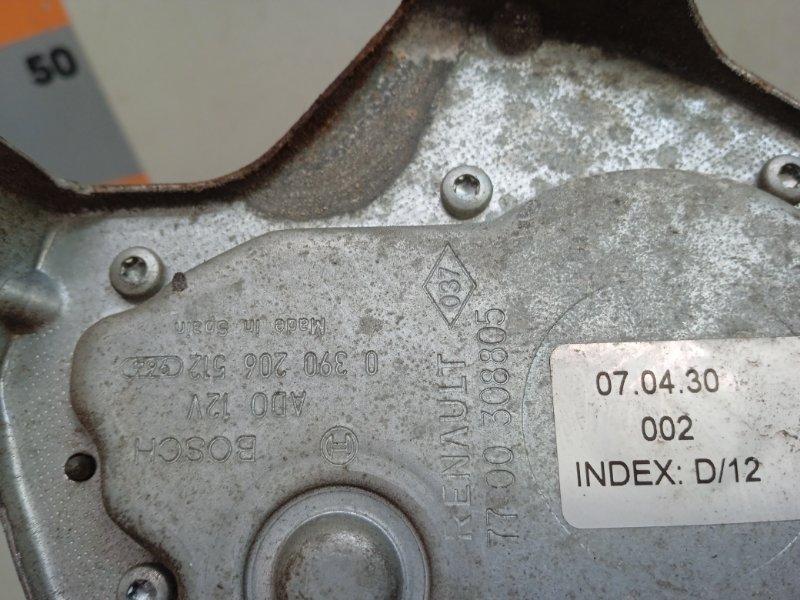 50
Made in Spain
0 390 206 512
ADO 12V
BOSCH
037
RENAULT
77 00 308805
07.04.30
002
INDEX: D/12